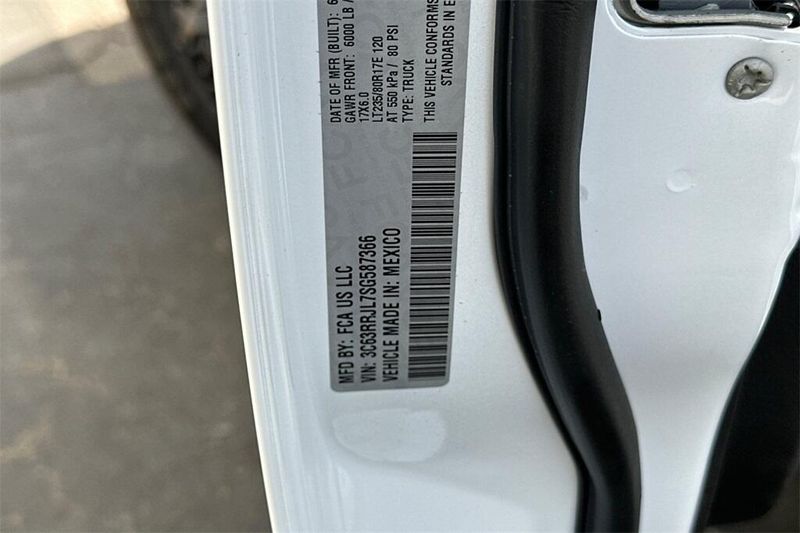 MFD BY: FCA US LLC
VIN: 3C63RRJL7SG587366
VEHICLE MADE IN: MEXICO
DATE OF MFR (BUILT): 6
GAWR FRONT: 6000 LB /
17X6.0
LT235/80R17E 120
AT 550 kPa / 80 PSI
TYPE: TRUCK
THIS VEHICLE CONFORMS
STANDARDS IN E